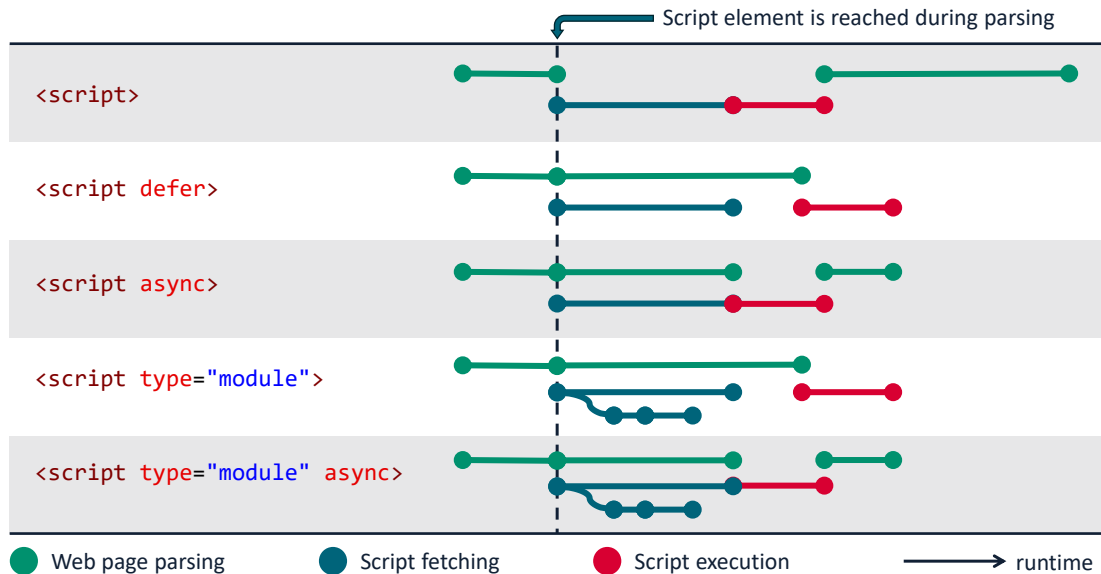 Script element is reached during parsing
<script>
<script defer>
<script async>
<script type="module">
<script type="module" async>
Web page parsing Script fetching Script execution runtime